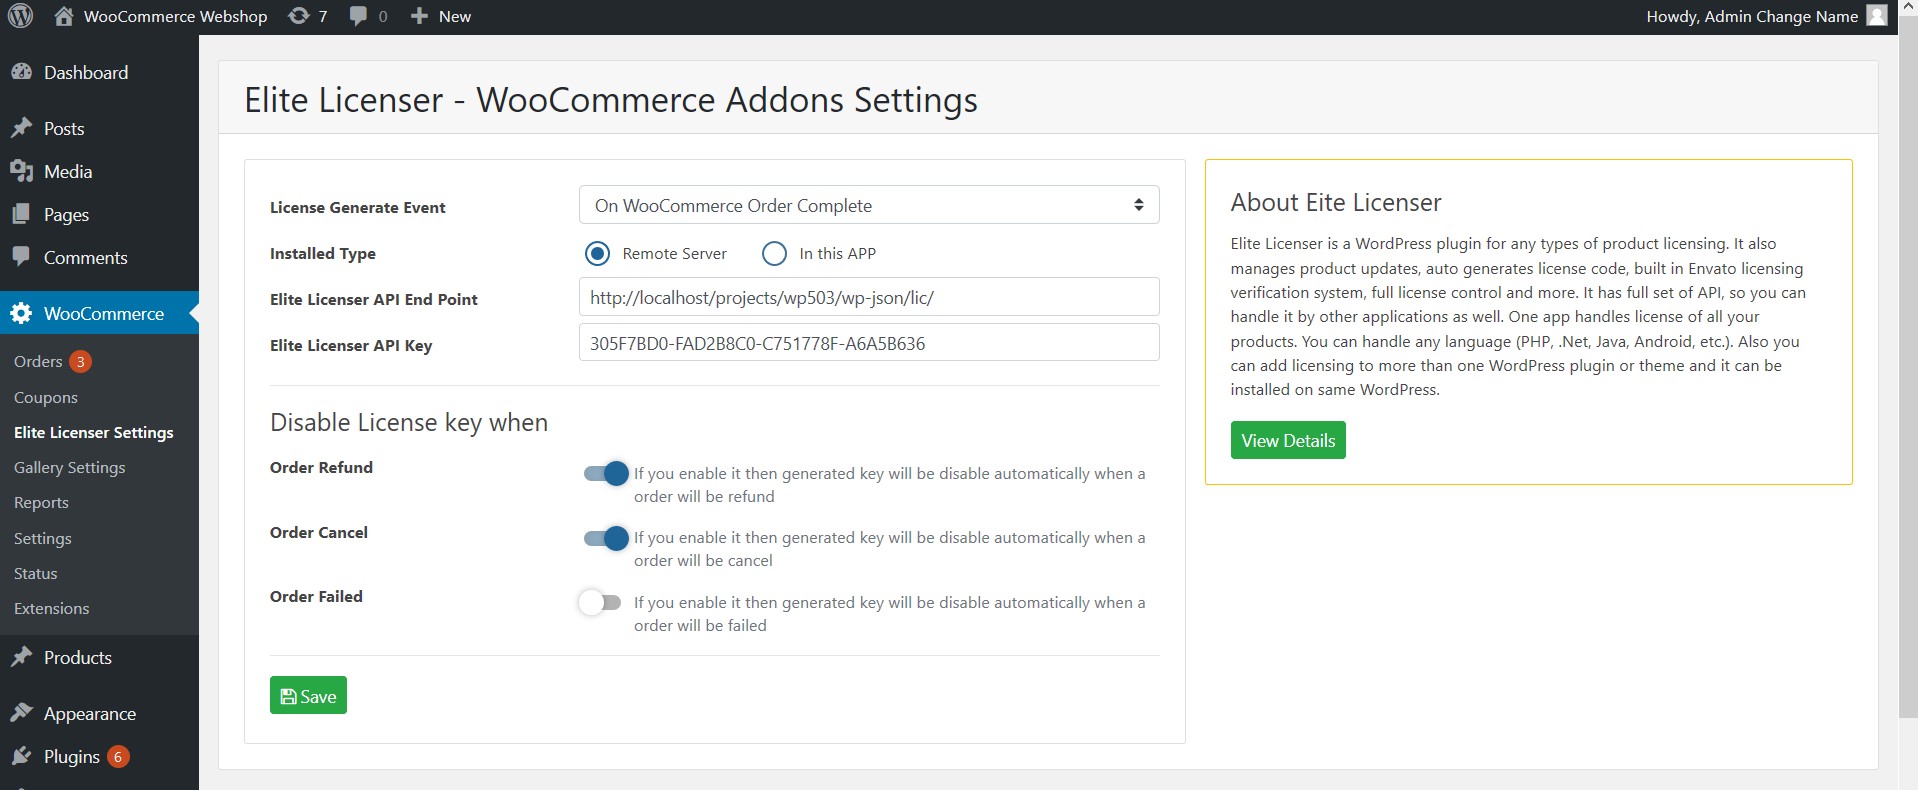 WooCommerce Webshop 7 0 New
Howdy, Admin Change Name
Dashboard
Posts
Media
Pages
Comments
WooCommerce
Orders 3
Coupons
Elite Licenser Settings
Gallery Settings
Reports
Settings
Status
Extensions
Products
Appearance
Plugins 6
Elite Licenser - WooCommerce Addons Settings
License Generate Event
On WooCommerce Order Complete
Installed Type
Remote Server
In this APP
Elite Licenser API End Point
http://localhost/projects/wp503/wp-json/lic/
Elite Licenser API Key
305F7BD0-FAD2B8C0-C751778F-A6A5B636
Disable License key when
Order Refund
If you enable it then generated key will be disable automatically when a
order will be refund
Order Cancel
If you enable it then generated key will be disable automatically when a
order will be cancel
Order Failed
If you enable it then generated key will be disable automatically when a
order will be failed
Save
About Eite Licenser
Elite Licenser is a WordPress plugin for any types of product licensing. It also
manages product updates, auto generates license code, built in Envato licensing
verification system, full license control and more. It has full set of API, so you can
handle it by other applications as well. One app handles license of all your
products. You can handle any language (PHP, .Net, Java, Android, etc.). Also you
can add licensing to more than one WordPress plugin or theme and it can be
installed on same WordPress.
View Details